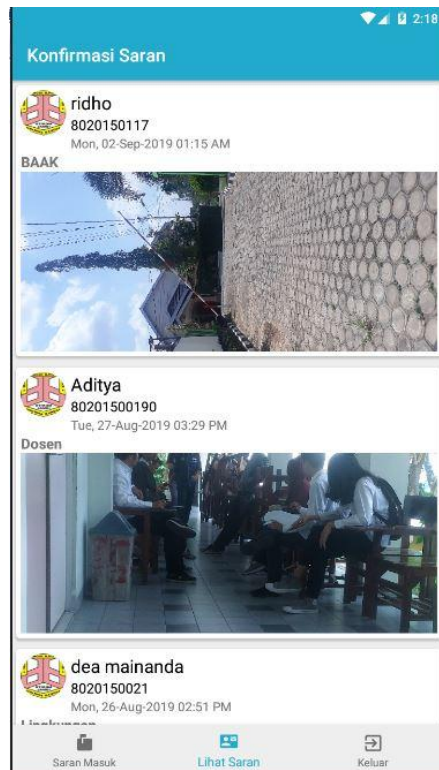 2:18
Konfirmasi Saran
ridho
8020150117
Mon, 02-Sep-2019 01:15 AM
BAAK
Aditya
80201500190
Tue, 27-Aug-2019 03:29 PM
Dosen
dea mainanda
8020150021
Mon, 26-Aug-2019 02:51 PM
Lingkungan
Saran Masuk
Lihat Saran
Keluar